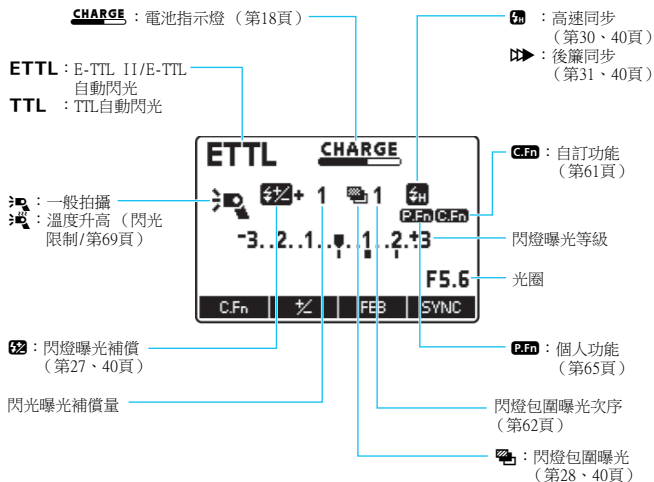 CHARGE：電池指示燈（第18頁）
：高速同步
（第30、40頁）
：後簾同步
（第31、40頁）
ETTL：E-TTL II/E-TTL
自動閃光
TTL ：TTL自動閃光
C.Fn：自訂功能
（第61頁）
：一般拍攝
：溫度升高（閃光
限制/第69頁）
ETTL CHARGE
+ 1 1
P.Fn C.Fn
-3..2..1....1..2.+3
F5.6
C.Fn +/- FEB SYNC
閃燈曝光等級
光圈
：閃燈曝光補償
（第27、40頁）
P.Fn：個人功能
（第65頁）
閃光曝光補償量
閃燈包圍曝光次序
（第62頁）
：閃燈包圍曝光
（第28、40頁）